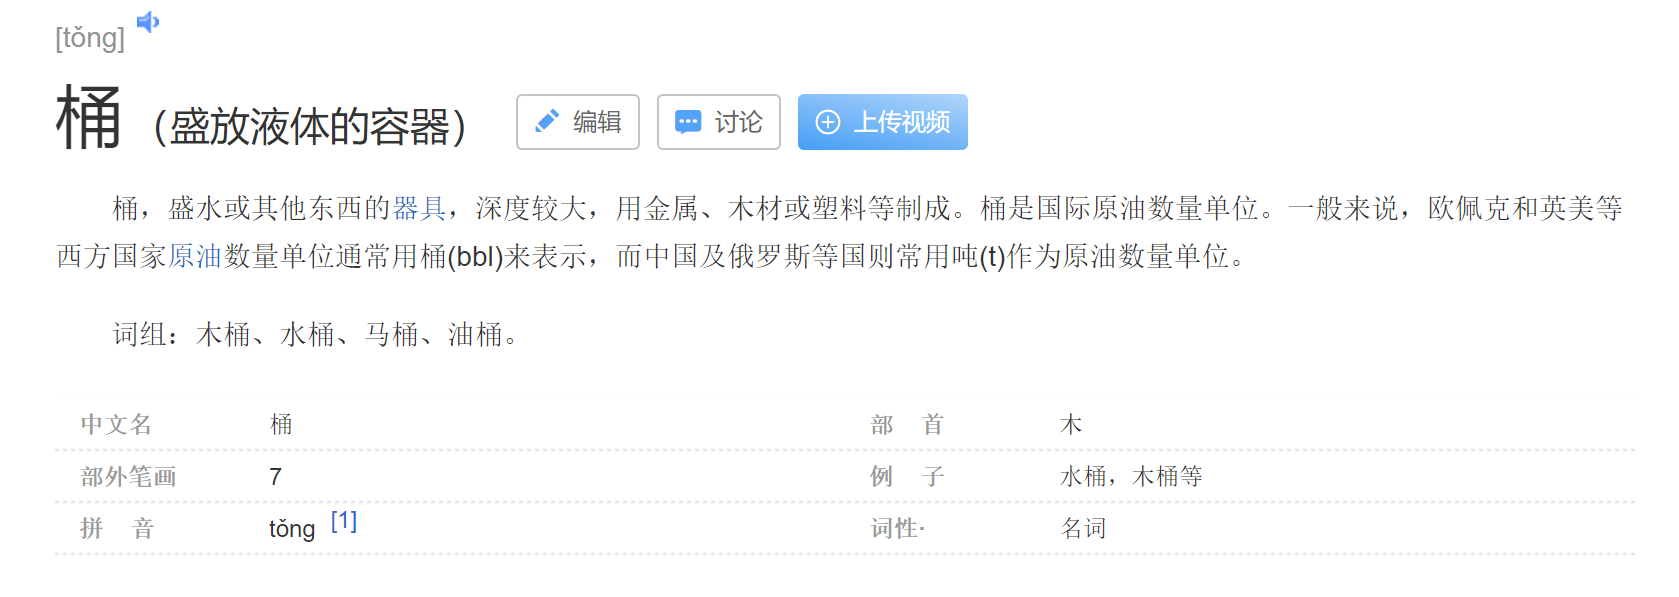 [tǒng]
桶（盛放液体的容器） 编辑 讨论 上传视频
桶，盛水或其他东西的器具，深度较大，用金属、木材或塑料等制成。桶是国际原油数量单位。一般来说，欧佩克和英美等
西方国家原油数量单位通常用桶(bbl)来表示，而中国及俄罗斯等国则常用吨(t)作为原油数量单位。
词组：木桶、水桶、马桶、油桶。
中文名 桶 部首 木
部外笔画 7 例子 水桶，木桶等
拼音 tǒng [1] 词性· 名词